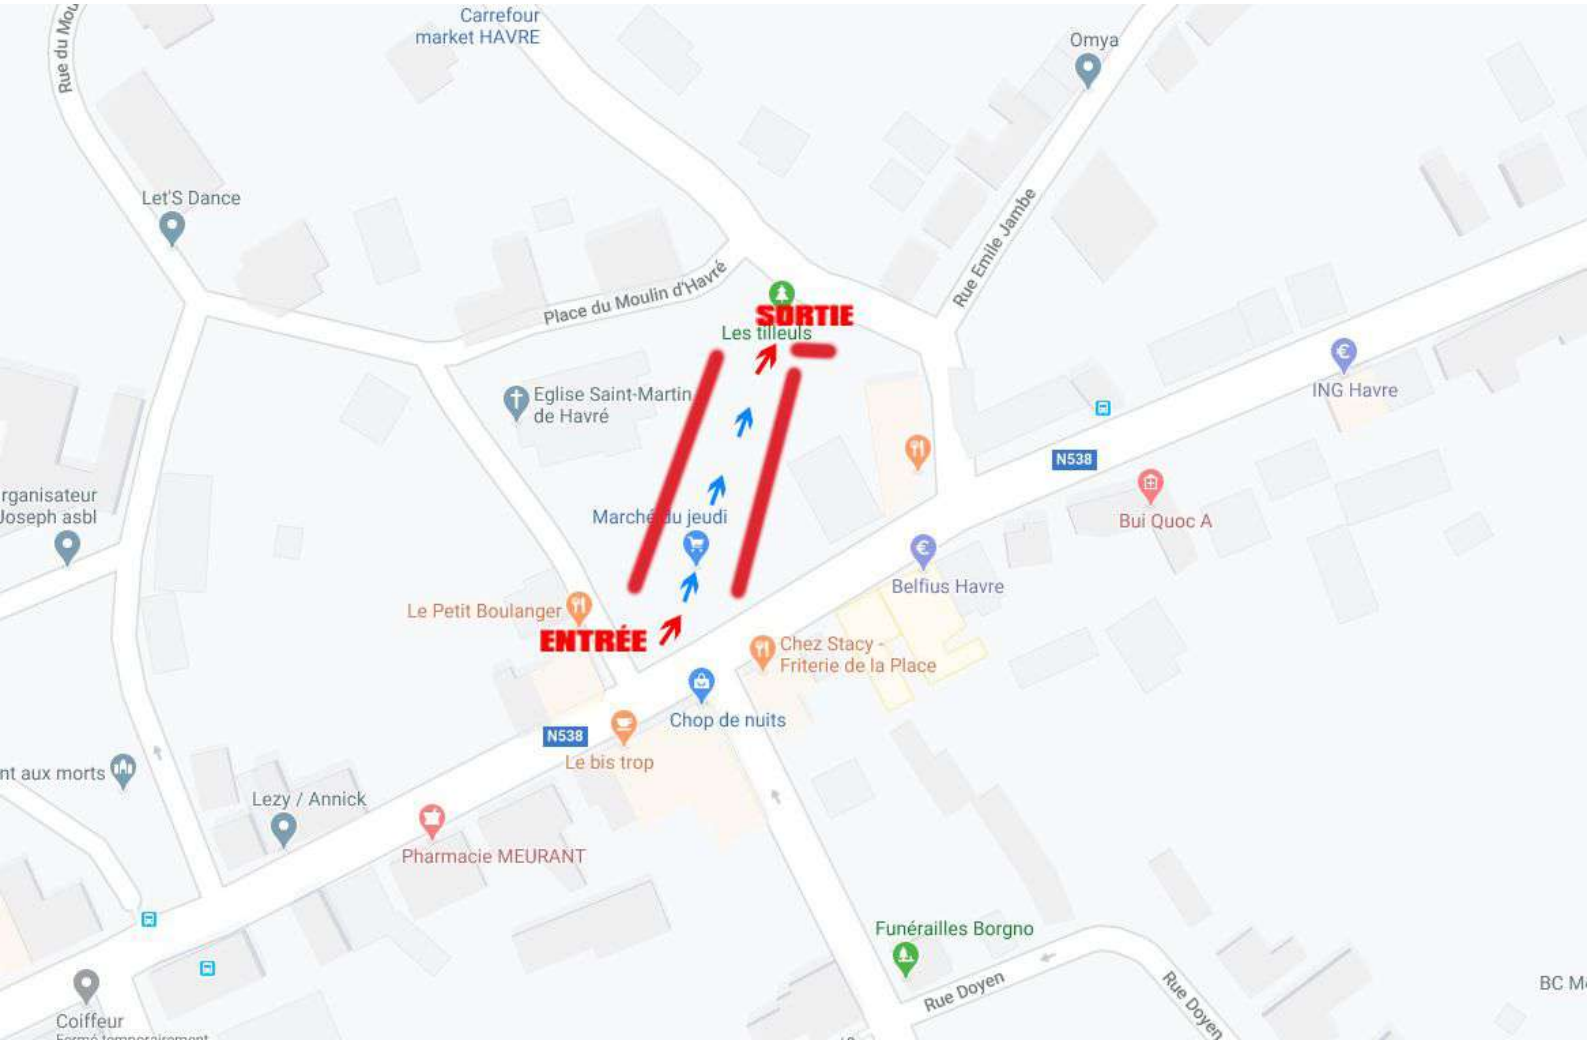 Rue du Mou
Carrefour
market HAVRE
Omya
Let'S Dance
Rue Emile Jambe
Place du Moulin d'Havré
SORTIE
Les tilleuls
Eglise Saint-Martin
de Havré
ING Havre
N538
rganisateur
Joseph asbl
Marché du jeudi
Bui Quoc A
Belfius Havre
Le Petit Boulanger
ENTRÉE
Chez Stacy -
Friterie de la Place
Chop de nuits
N538
Le bis trop
nt aux morts
Lezy / Annick
Pharmacie MEURANT
Funérailles Borgno
Rue Doyen
Rue Doyen
BC M
Coiffeur
Fermé temporairement